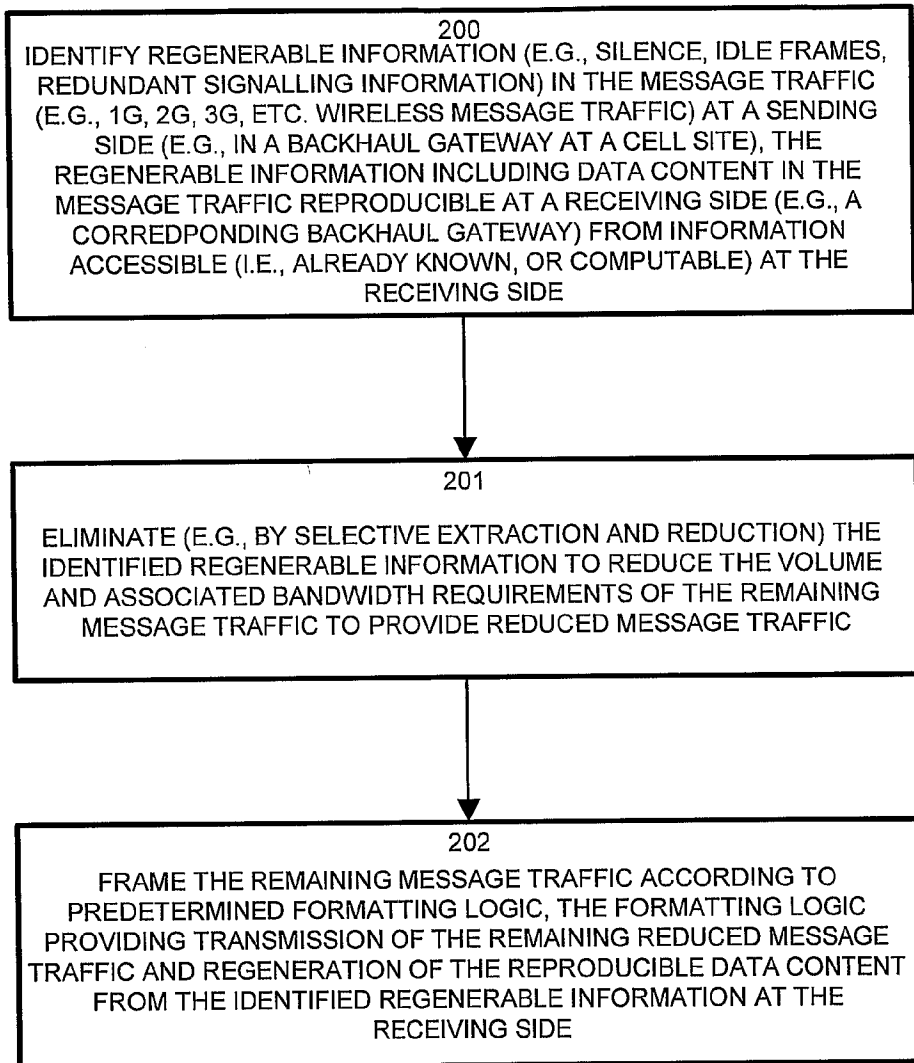 200
IDENTIFY REGENERABLE INFORMATION (E.G., SILENCE, IDLE FRAMES,
REDUNDANT SIGNALLING INFORMATION) IN THE MESSAGE TRAFFIC
(E.G., 1G, 2G, 3G, ETC. WIRELESS MESSAGE TRAFFIC) AT A SENDING
SIDE (E.G., IN A BACKHAUL GATEWAY AT A CELL SITE), THE
REGENERABLE INFORMATION INCLUDING DATA CONTENT IN THE
MESSAGE TRAFFIC REPRODUCIBLE AT A RECEIVING SIDE (E.G., A
CORREDPONDING BACKHAUL GATEWAY) FROM INFORMATION
ACCESSIBLE (I.E., ALREADY KNOWN, OR COMPUTABLE) AT THE
RECEIVING SIDE
201
ELIMINATE (E.G., BY SELECTIVE EXTRACTION AND REDUCTION) THE
IDENTIFIED REGENERABLE INFORMATION TO REDUCE THE VOLUME
AND ASSOCIATED BANDWIDTH REQUIREMENTS OF THE REMAINING
MESSAGE TRAFFIC TO PROVIDE REDUCED MESSAGE TRAFFIC
202
FRAME THE REMAINING MESSAGE TRAFFIC ACCORDING TO
PREDETERMINED FORMATTING LOGIC, THE FORMATTING LOGIC
PROVIDING TRANSMISSION OF THE REMAINING REDUCED MESSAGE
TRAFFIC AND REGENERATION OF THE REPRODUCIBLE DATA CONTENT
FROM THE IDENTIFIED REGENERABLE INFORMATION AT THE
RECEIVING SIDE